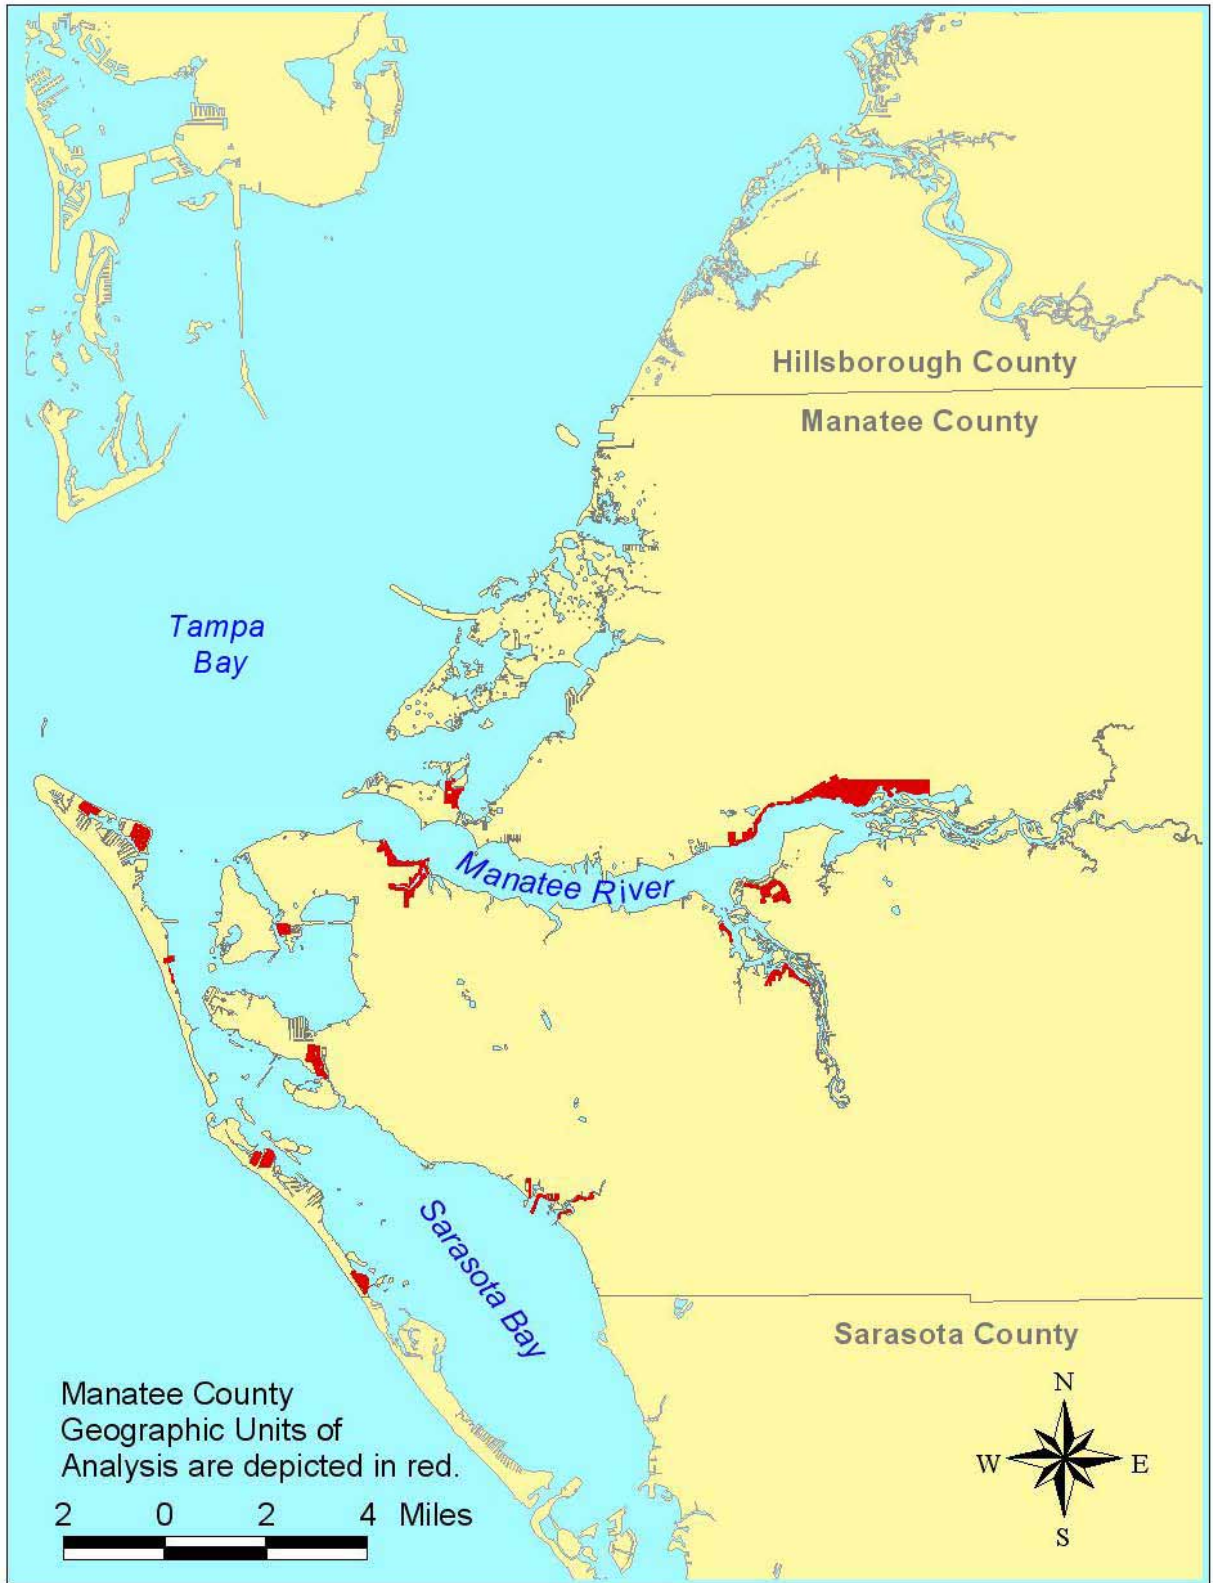 Hillsborough County
Manatee County
Tampa
Bay
Manatee River
Sarasota Bay
Sarasota County
Manatee County
Geographic Units of
Analysis are depicted in red.
2 0 2 4 Miles
N
W E
S